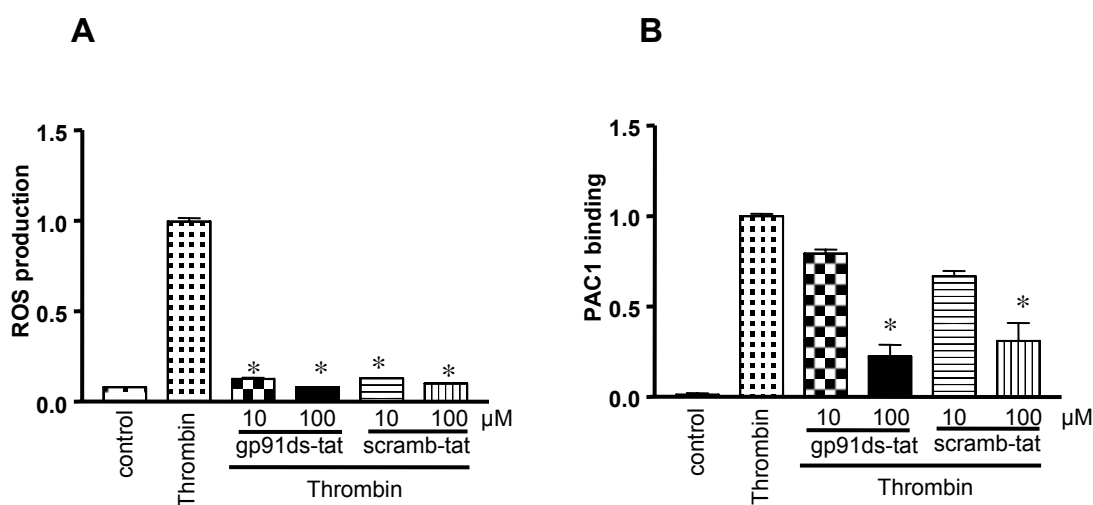 A
ROS production
1.5
1.0
0.5
0.0
* * * *
10 100 10 100 µM
control
Thrombin
gp91ds-tat scramb-tat
Thrombin
B
PAC1 binding
1.5
1.0
0.5
0.0
* *
10 100 10 100 µM
control
Thrombin
gp91ds-tat scramb-tat
Thrombin